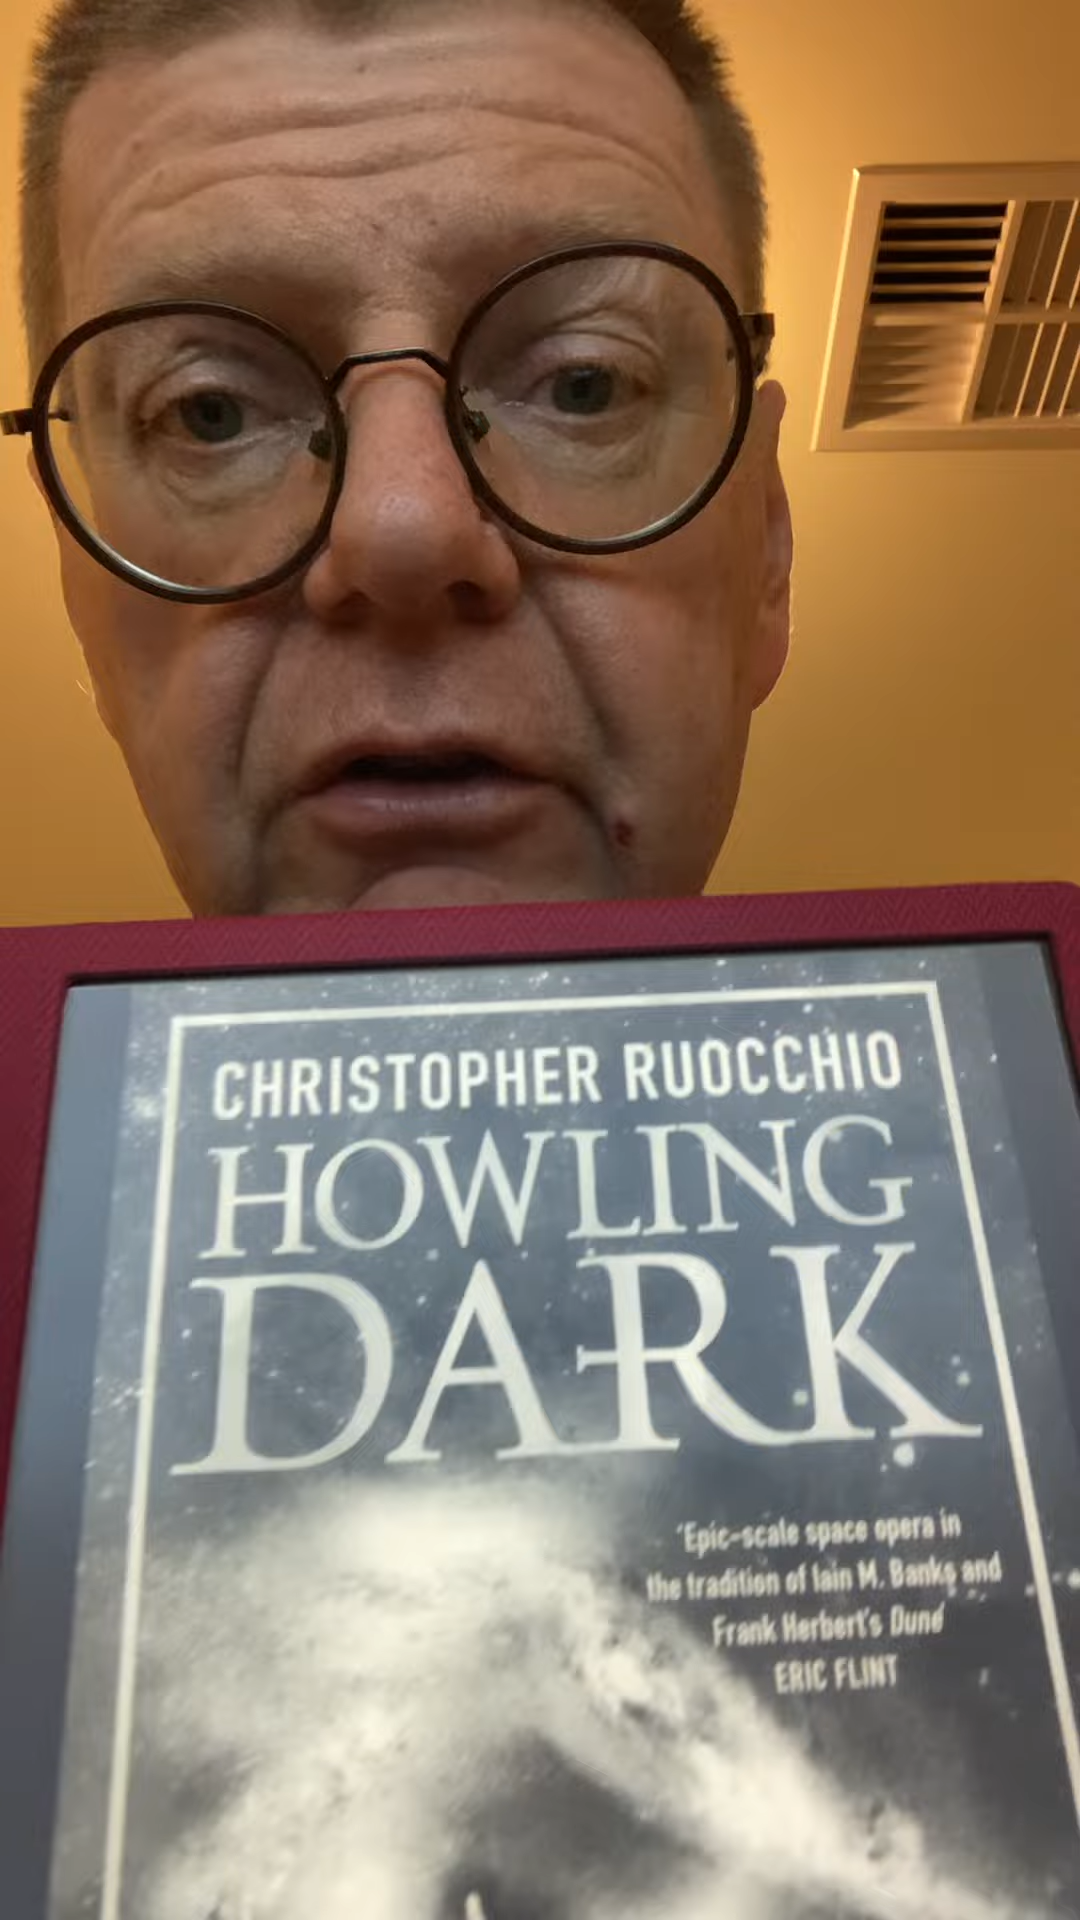 CHRISTOPHER RUOCCHIO
HOWLING
DARK
'Epic-scale space opera in
the tradition of Iain M. Banks and
Frank Herbert's Dune'
ERIC FLINT